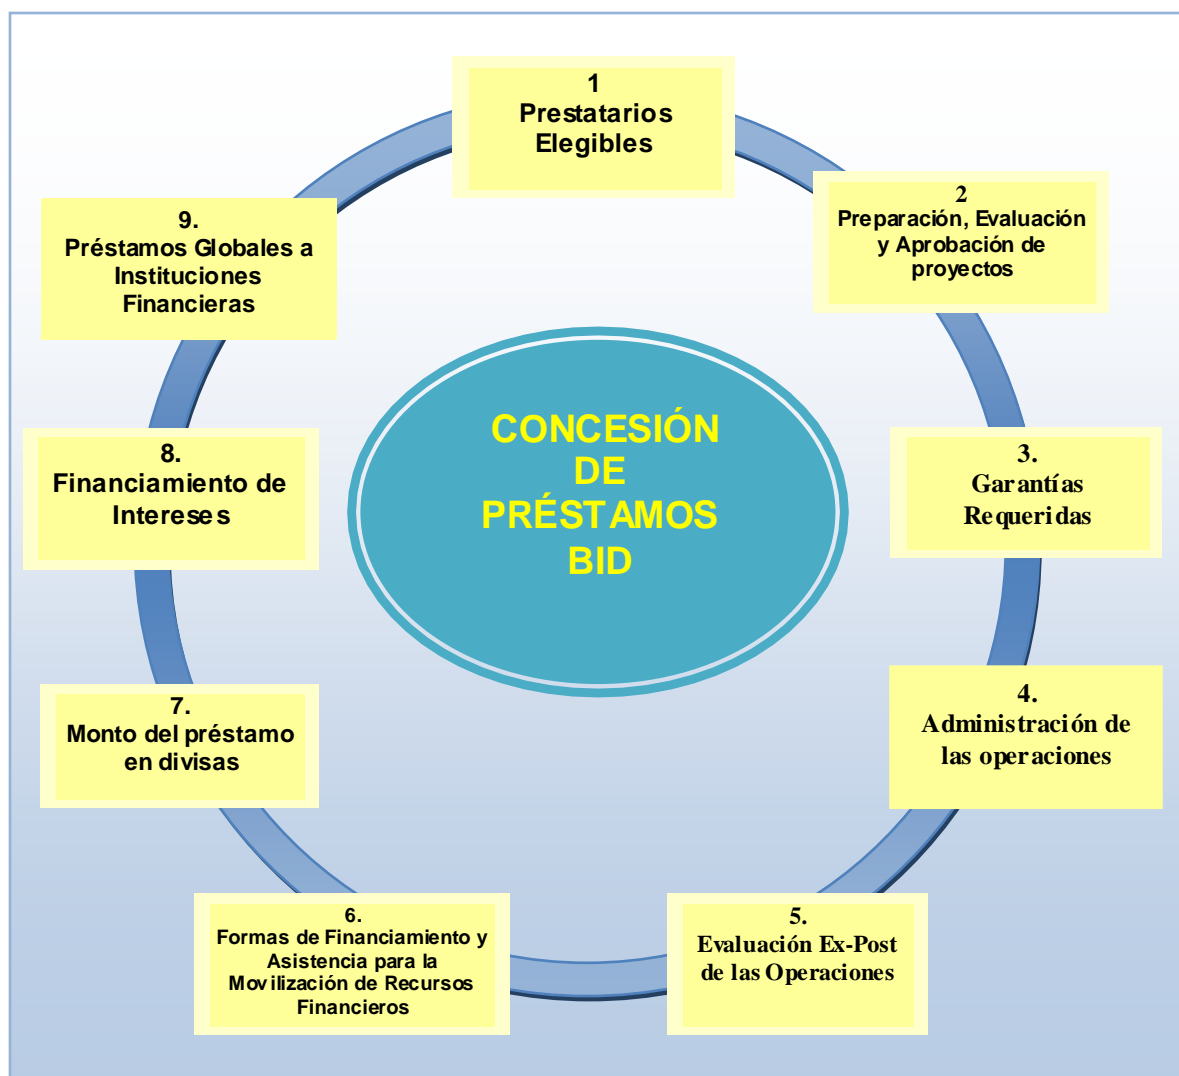 1
Prestatarios
Elegibles
2
Preparación, Evaluación
y Aprobación de
proyectos
3.
Garantías
Requeridas
4.
Administración de
las operaciones
5.
Evaluación Ex-Post
de las Operaciones
6.
Formas de Financiamiento y
Asistencia para la
Movilización de Recursos
Financieros
7.
Monto del préstamo
en divisas
8.
Financiamiento de
Intereses
9.
Préstamos Globales a
Instituciones
Financieras
CONCESIÓN
DE
PRÉSTAMOS
BID